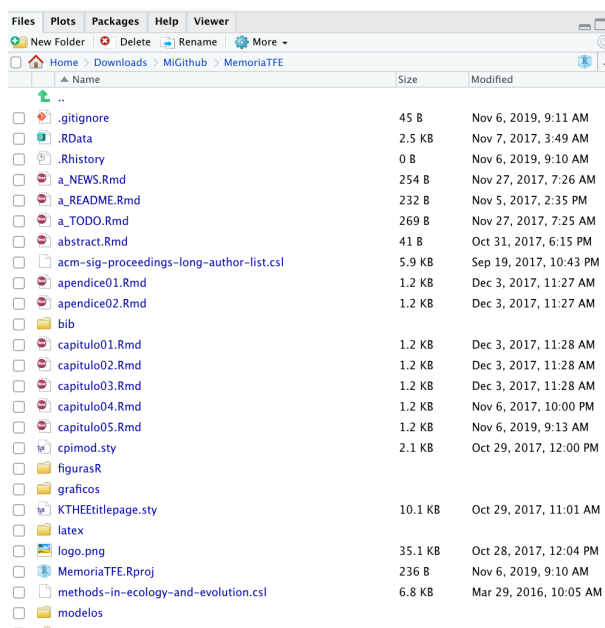 Files Plots Packages Help Viewer
New Folder Delete Rename More
Home > Downloads > MiGithub > MemoriaTFE
Name Size Modified
..
.gitignore 45 B Nov 6, 2019, 9:11 AM
.RData 2.5 KB Nov 7, 2017, 3:49 AM
.Rhistory 0 B Nov 6, 2019, 9:10 AM
a_NEWS.Rmd 254 B Nov 27, 2017, 7:26 AM
a_README.Rmd 232 B Nov 5, 2017, 2:35 PM
a_TODO.Rmd 269 B Nov 27, 2017, 7:25 AM
abstract.Rmd 41 B Oct 31, 2017, 6:15 PM
acm-sig-proceedings-long-author-list.csl 5.9 KB Sep 19, 2017, 10:43 PM
apendice01.Rmd 1.2 KB Dec 3, 2017, 11:27 AM
apendice02.Rmd 1.2 KB Dec 3, 2017, 11:27 AM
bib
capitulo01.Rmd 1.2 KB Dec 3, 2017, 11:28 AM
capitulo02.Rmd 1.2 KB Dec 3, 2017, 11:28 AM
capitulo03.Rmd 1.2 KB Dec 3, 2017, 11:28 AM
capitulo04.Rmd 1.2 KB Nov 6, 2017, 10:00 PM
capitulo05.Rmd 1.2 KB Nov 6, 2019, 9:13 AM
cpimod.sty 2.1 KB Oct 29, 2017, 12:00 PM
figurasR
graficos
KTHEEtitlepage.sty 10.1 KB Oct 29, 2017, 11:01 AM
latex
logo.png 35.1 KB Oct 28, 2017, 12:04 PM
MemoriaTFE.Rproj 236 B Nov 6, 2019, 9:10 AM
methods-in-ecology-and-evolution.csl 6.8 KB Mar 29, 2016, 10:05 AM
modelos